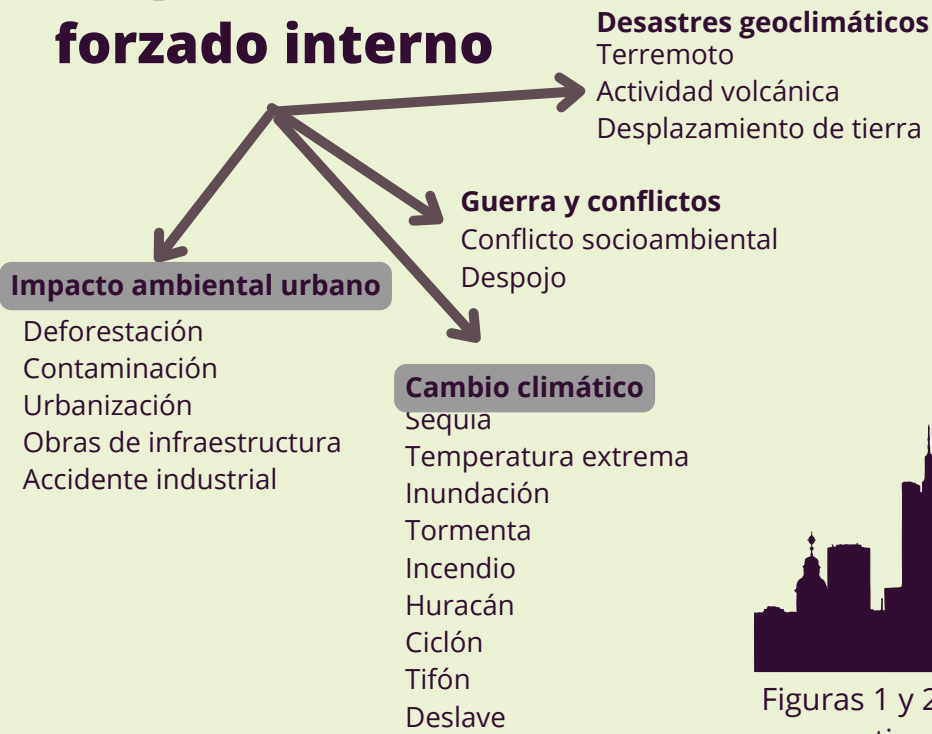 forzado interno
Desastres geoclimáticos
Terremoto
Actividad volcánica
Desplazamiento de tierra
Guerra y conflictos
Conflicto socioambiental
Despojo
Impacto ambiental urbano
Deforestación
Contaminación
Urbanización
Obras de infraestructura
Accidente industrial
Cambio climático
Sequía
Temperatura extrema
Inundación
Tormenta
Incendio
Huracán
Ciclón
Tifón
Deslave
Figuras 1 y 2